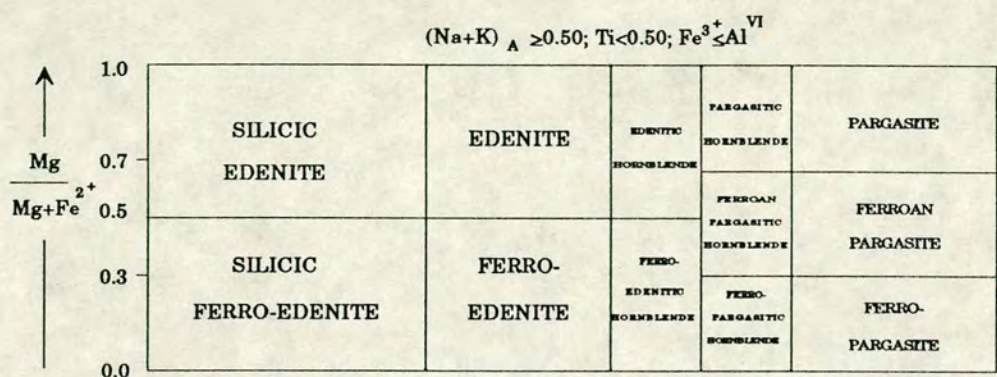 (Na+K) A ≥0.50; Ti<0.50; Fe³⁺≤Al^VI
Mg
Mg+Fe²⁺
1.0
0.7
0.5
0.3
0.0
SILICIC
EDENITE
EDENITE
EDENITIC
HORNBLENDE
PARGASITIC
HORNBLENDE
PARGASITE
FERROAN
PARGASITIC
HORNBLENDE
FERROAN
PARGASITE
SILICIC
FERRO-EDENITE
FERRO-
EDENITE
FERRO-
EDENITIC
HORNBLENDE
FERRO-
PARGASITIC
HORNBLENDE
FERRO-
PARGASITE